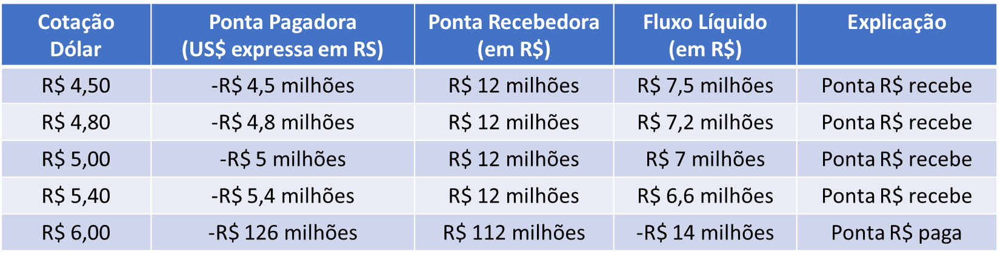 Cotação Dólar | Ponta Pagadora (US$ expressa em RS) | Ponta Recebedora (em R$) | Fluxo Líquido (em R$) | Explicação
R$ 4,50 | -R$ 4,5 milhões | R$ 12 milhões | R$ 7,5 milhões | Ponta R$ recebe
R$ 4,80 | -R$ 4,8 milhões | R$ 12 milhões | R$ 7,2 milhões | Ponta R$ recebe
R$ 5,00 | -R$ 5 milhões | R$ 12 milhões | R$ 7 milhões | Ponta R$ recebe
R$ 5,40 | -R$ 5,4 milhões | R$ 12 milhões | R$ 6,6 milhões | Ponta R$ recebe
R$ 6,00 | -R$ 126 milhões | R$ 112 milhões | -R$ 14 milhões | Ponta R$ paga